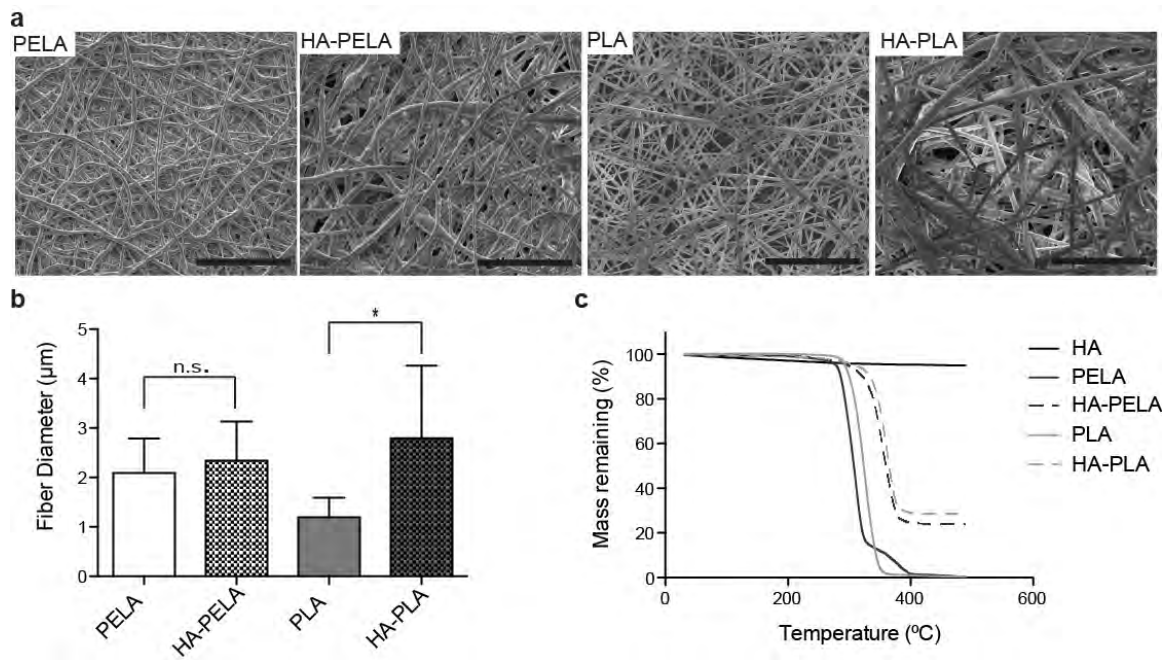 a
PELA
HA-PELA
PLA
HA-PLA
b
5
4
3
2
1
0
Fiber Diameter (µm)
n.s.
*
PELA
HA-PELA
PLA
HA-PLA
c
100
80
60
40
20
0
Mass remaining (%)
0
200
400
600
Temperature (ºC)
HA
PELA
HA-PELA
PLA
HA-PLA